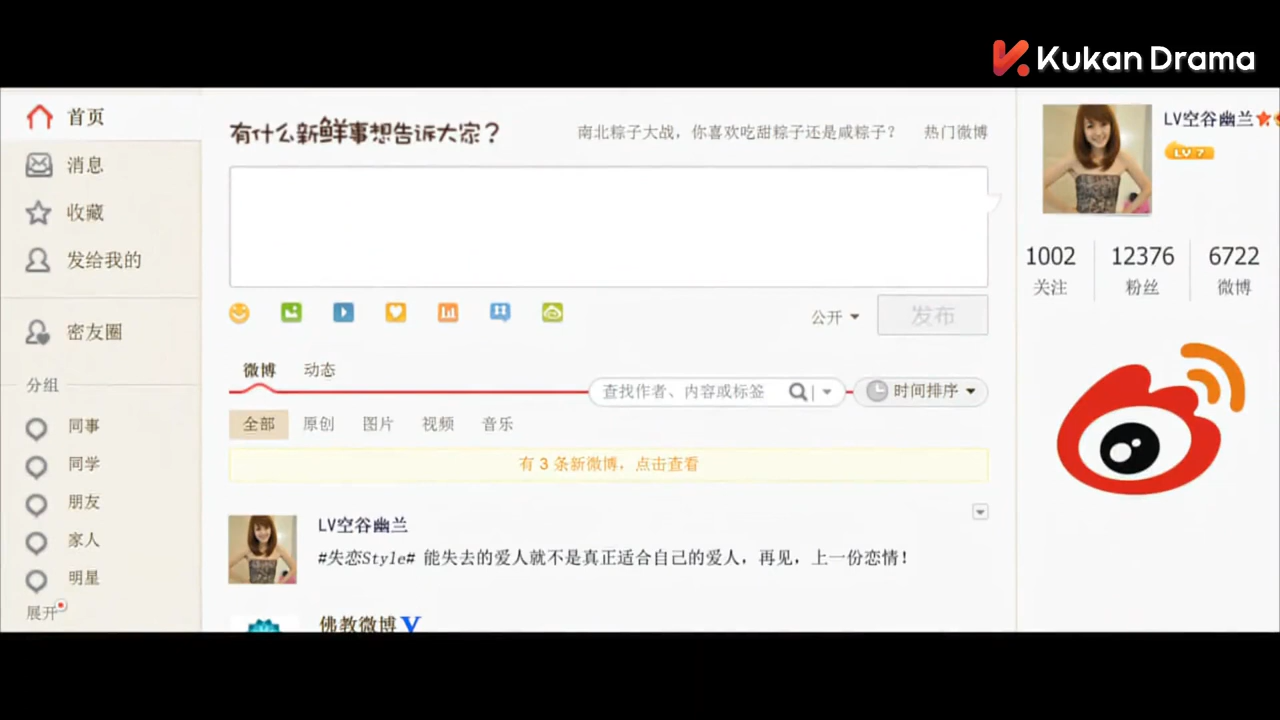 Kukan Drama
首页
消息
收藏
发给我的
密友圈
分组
同事
同学
朋友
家人
明星
展开
有什么新鲜事想告诉大家？
南北粽子大战，你喜欢吃甜粽子还是咸粽子？ 热门微博
公开
发布
微博 动态
查找作者、内容或标签
时间排序
全部 原创 图片 视频 音乐
有 3 条新微博，点击查看
LV空谷幽兰
#失恋Style# 能失去的爱人就不是真正适合自己的爱人，再见，上一份恋情！
佛教微博 V
LV空谷幽兰
LV 7
1002 12376 6722
关注 粉丝 微博